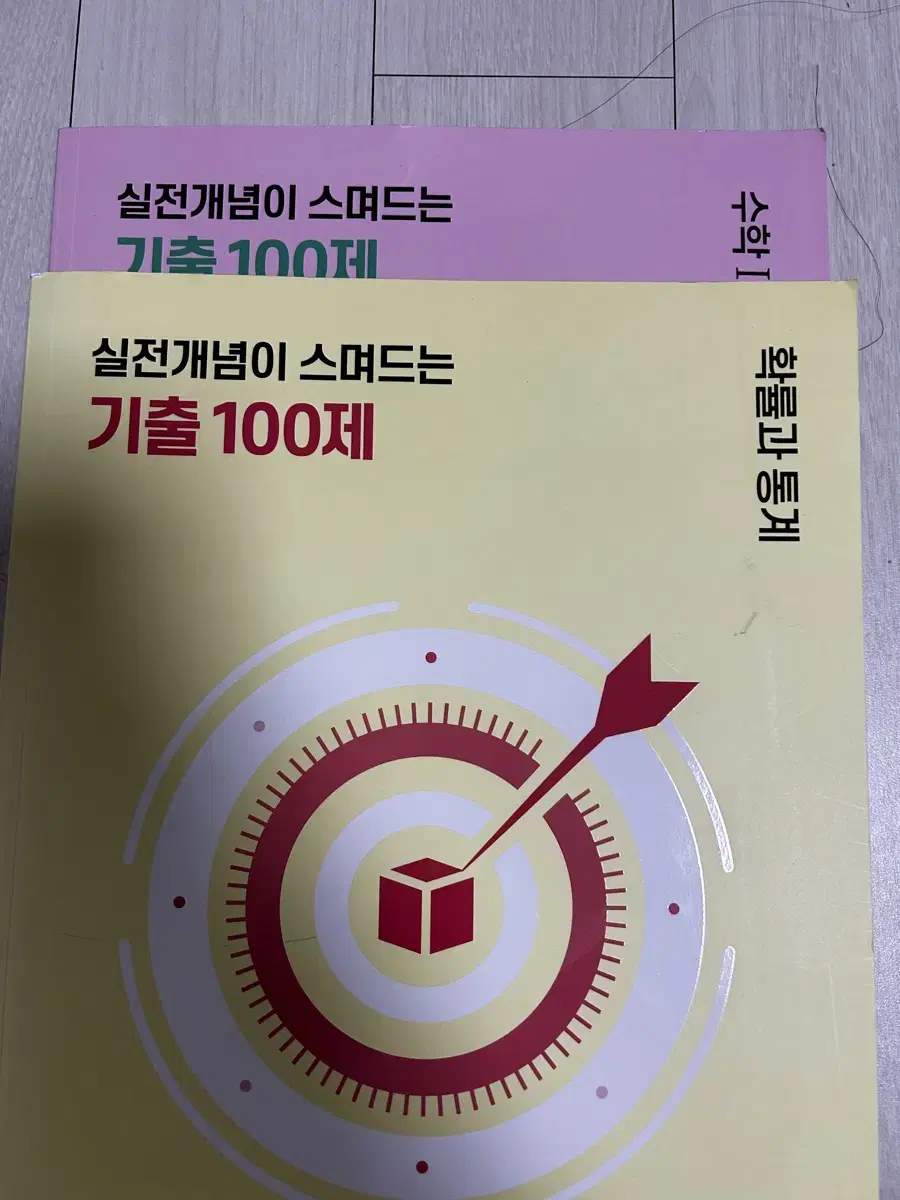 실전개념이 스며드는
기출 100제
수학 I
실전개념이 스며드는
기출 100제
확률과 통계